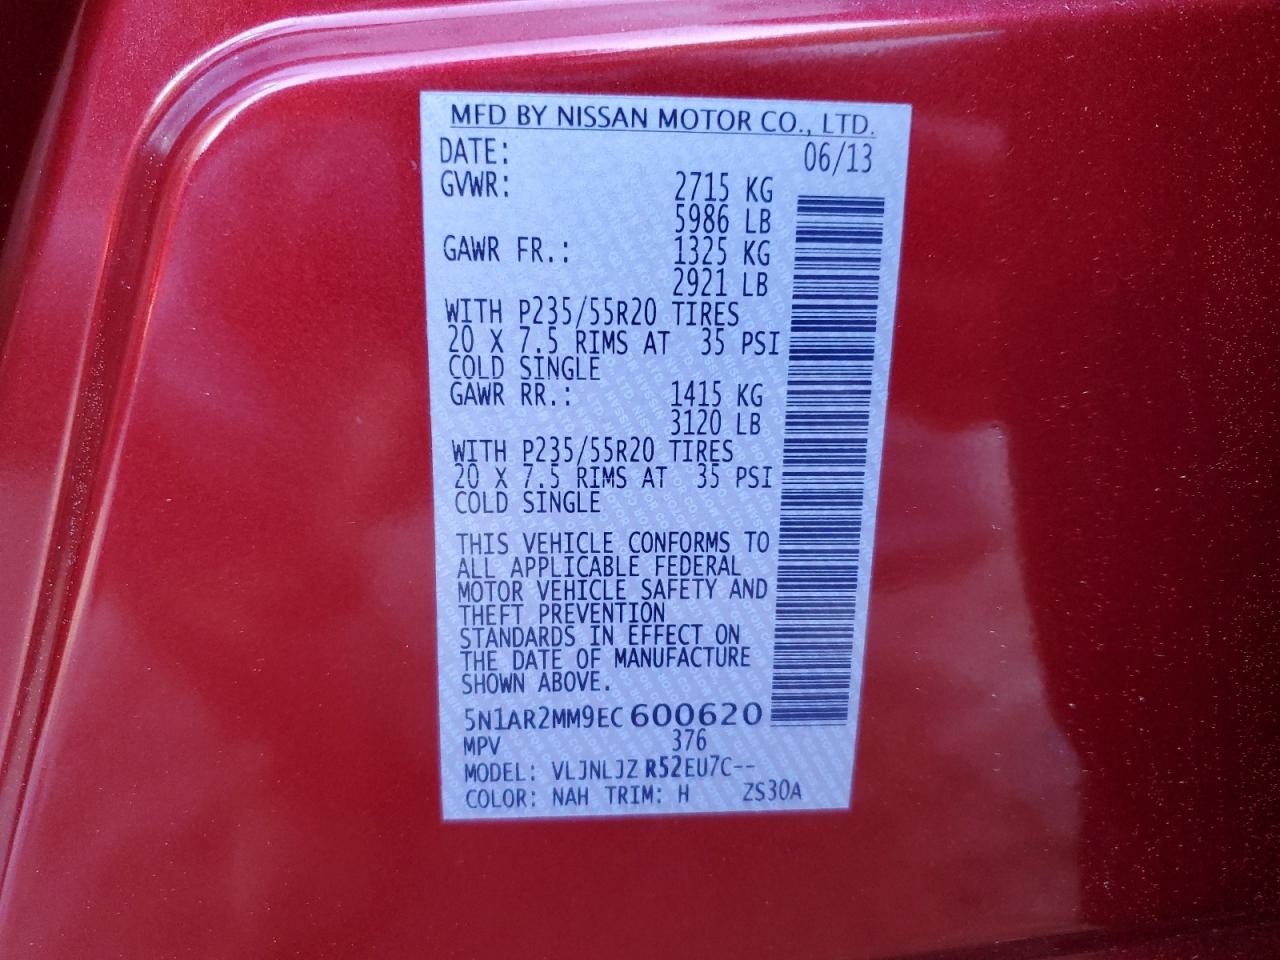 MFD BY NISSAN MOTOR CO., LTD.
DATE: 06/13
GVWR: 2715 KG
5986 LB
GAWR FR.: 1325 KG
2921 LB
WITH P235/55R20 TIRES
20 X 7.5 RIMS AT 35 PSI
COLD SINGLE
GAWR RR.: 1415 KG
3120 LB
WITH P235/55R20 TIRES
20 X 7.5 RIMS AT 35 PSI
COLD SINGLE
THIS VEHICLE CONFORMS TO
ALL APPLICABLE FEDERAL
MOTOR VEHICLE SAFETY AND
THEFT PREVENTION
STANDARDS IN EFFECT ON
THE DATE OF MANUFACTURE
SHOWN ABOVE.
5N1AR2MM9EC600620
MPV 376
MODEL: VLJNLJZ R52EU7C--
COLOR: NAH TRIM: H ZS30A